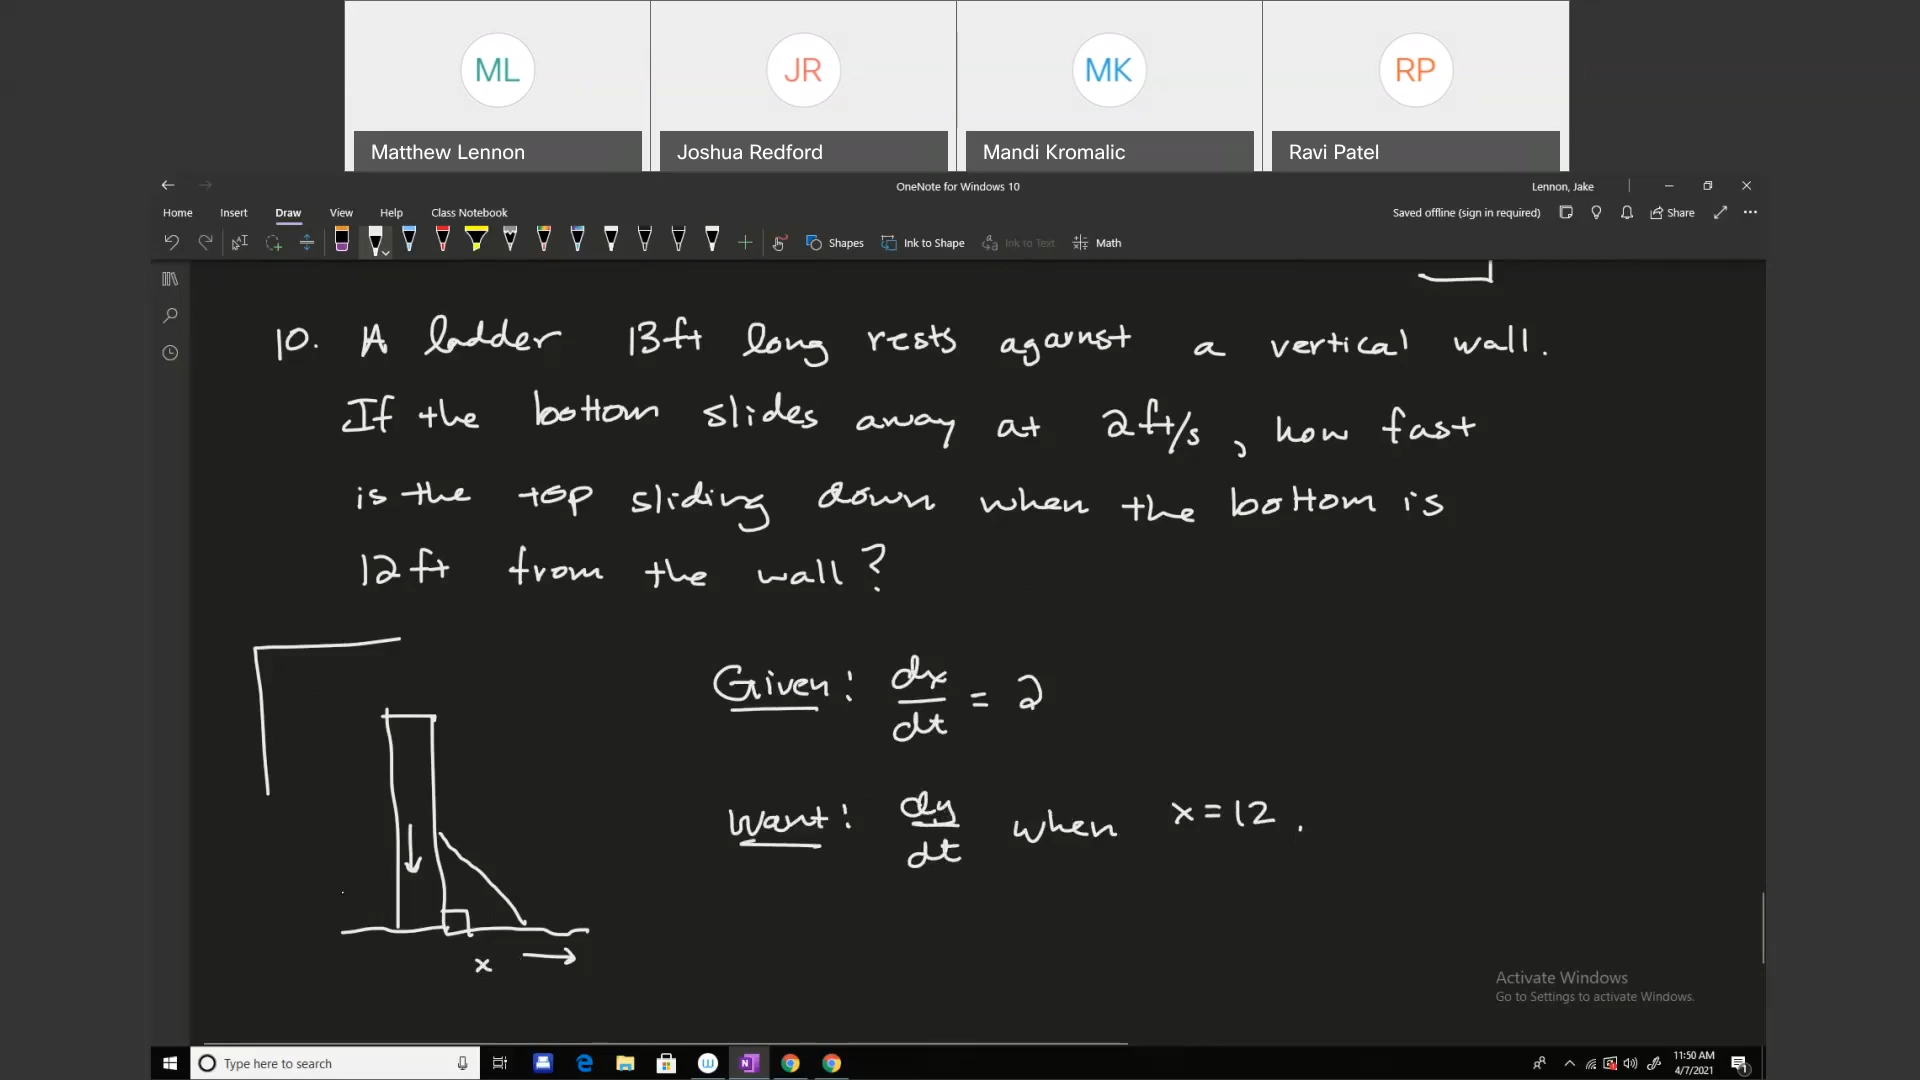 ML
JR
MK
RP
Matthew Lennon
Joshua Redford
Mandi Kromalic
Ravi Patel
OneNote for Windows 10
Lennon, Jake
Home Insert Draw View Help Class Notebook
Saved offline (sign in required)
Share
Shapes
Ink to Shape
Ink to Text
Math
10. A ladder 13ft long rests against a vertical wall.
If the bottom slides away at 2ft/s, how fast
is the top sliding down when the bottom is
12ft from the wall?
Given: dx/dt = 2
Want: dy/dt when x=12.
x
Activate Windows
Go to Settings to activate Windows.
Type here to search
11:50 AM
4/7/2021